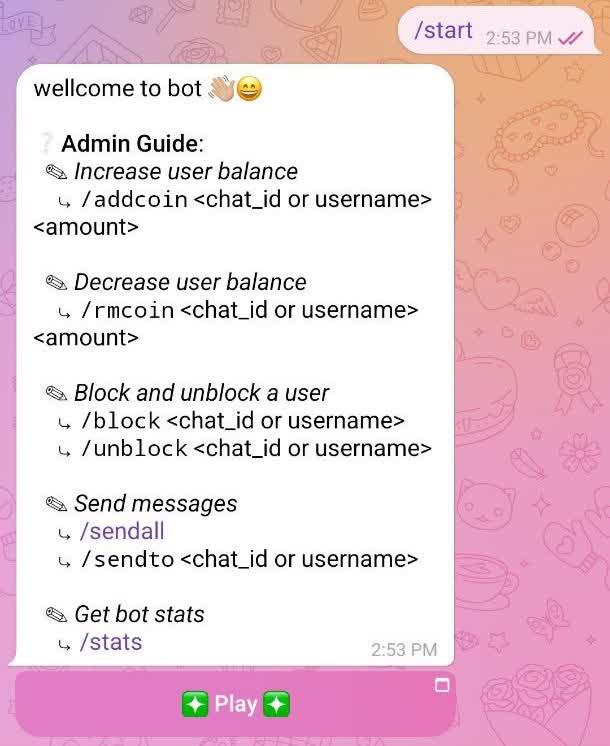 /start 2:53 PM
wellcome to bot 👋🏼😄
❔ Admin Guide:
✎ Increase user balance
⤷ /addcoin <chat_id or username>
<amount>
✎ Decrease user balance
⤷ /rmcoin <chat_id or username>
<amount>
✎ Block and unblock a user
⤷ /block <chat_id or username>
⤷ /unblock <chat_id or username>
✎ Send messages
⤷ /sendall
⤷ /sendto <chat_id or username>
✎ Get bot stats
⤷ /stats
2:53 PM
❇️ Play ❇️
LOVE